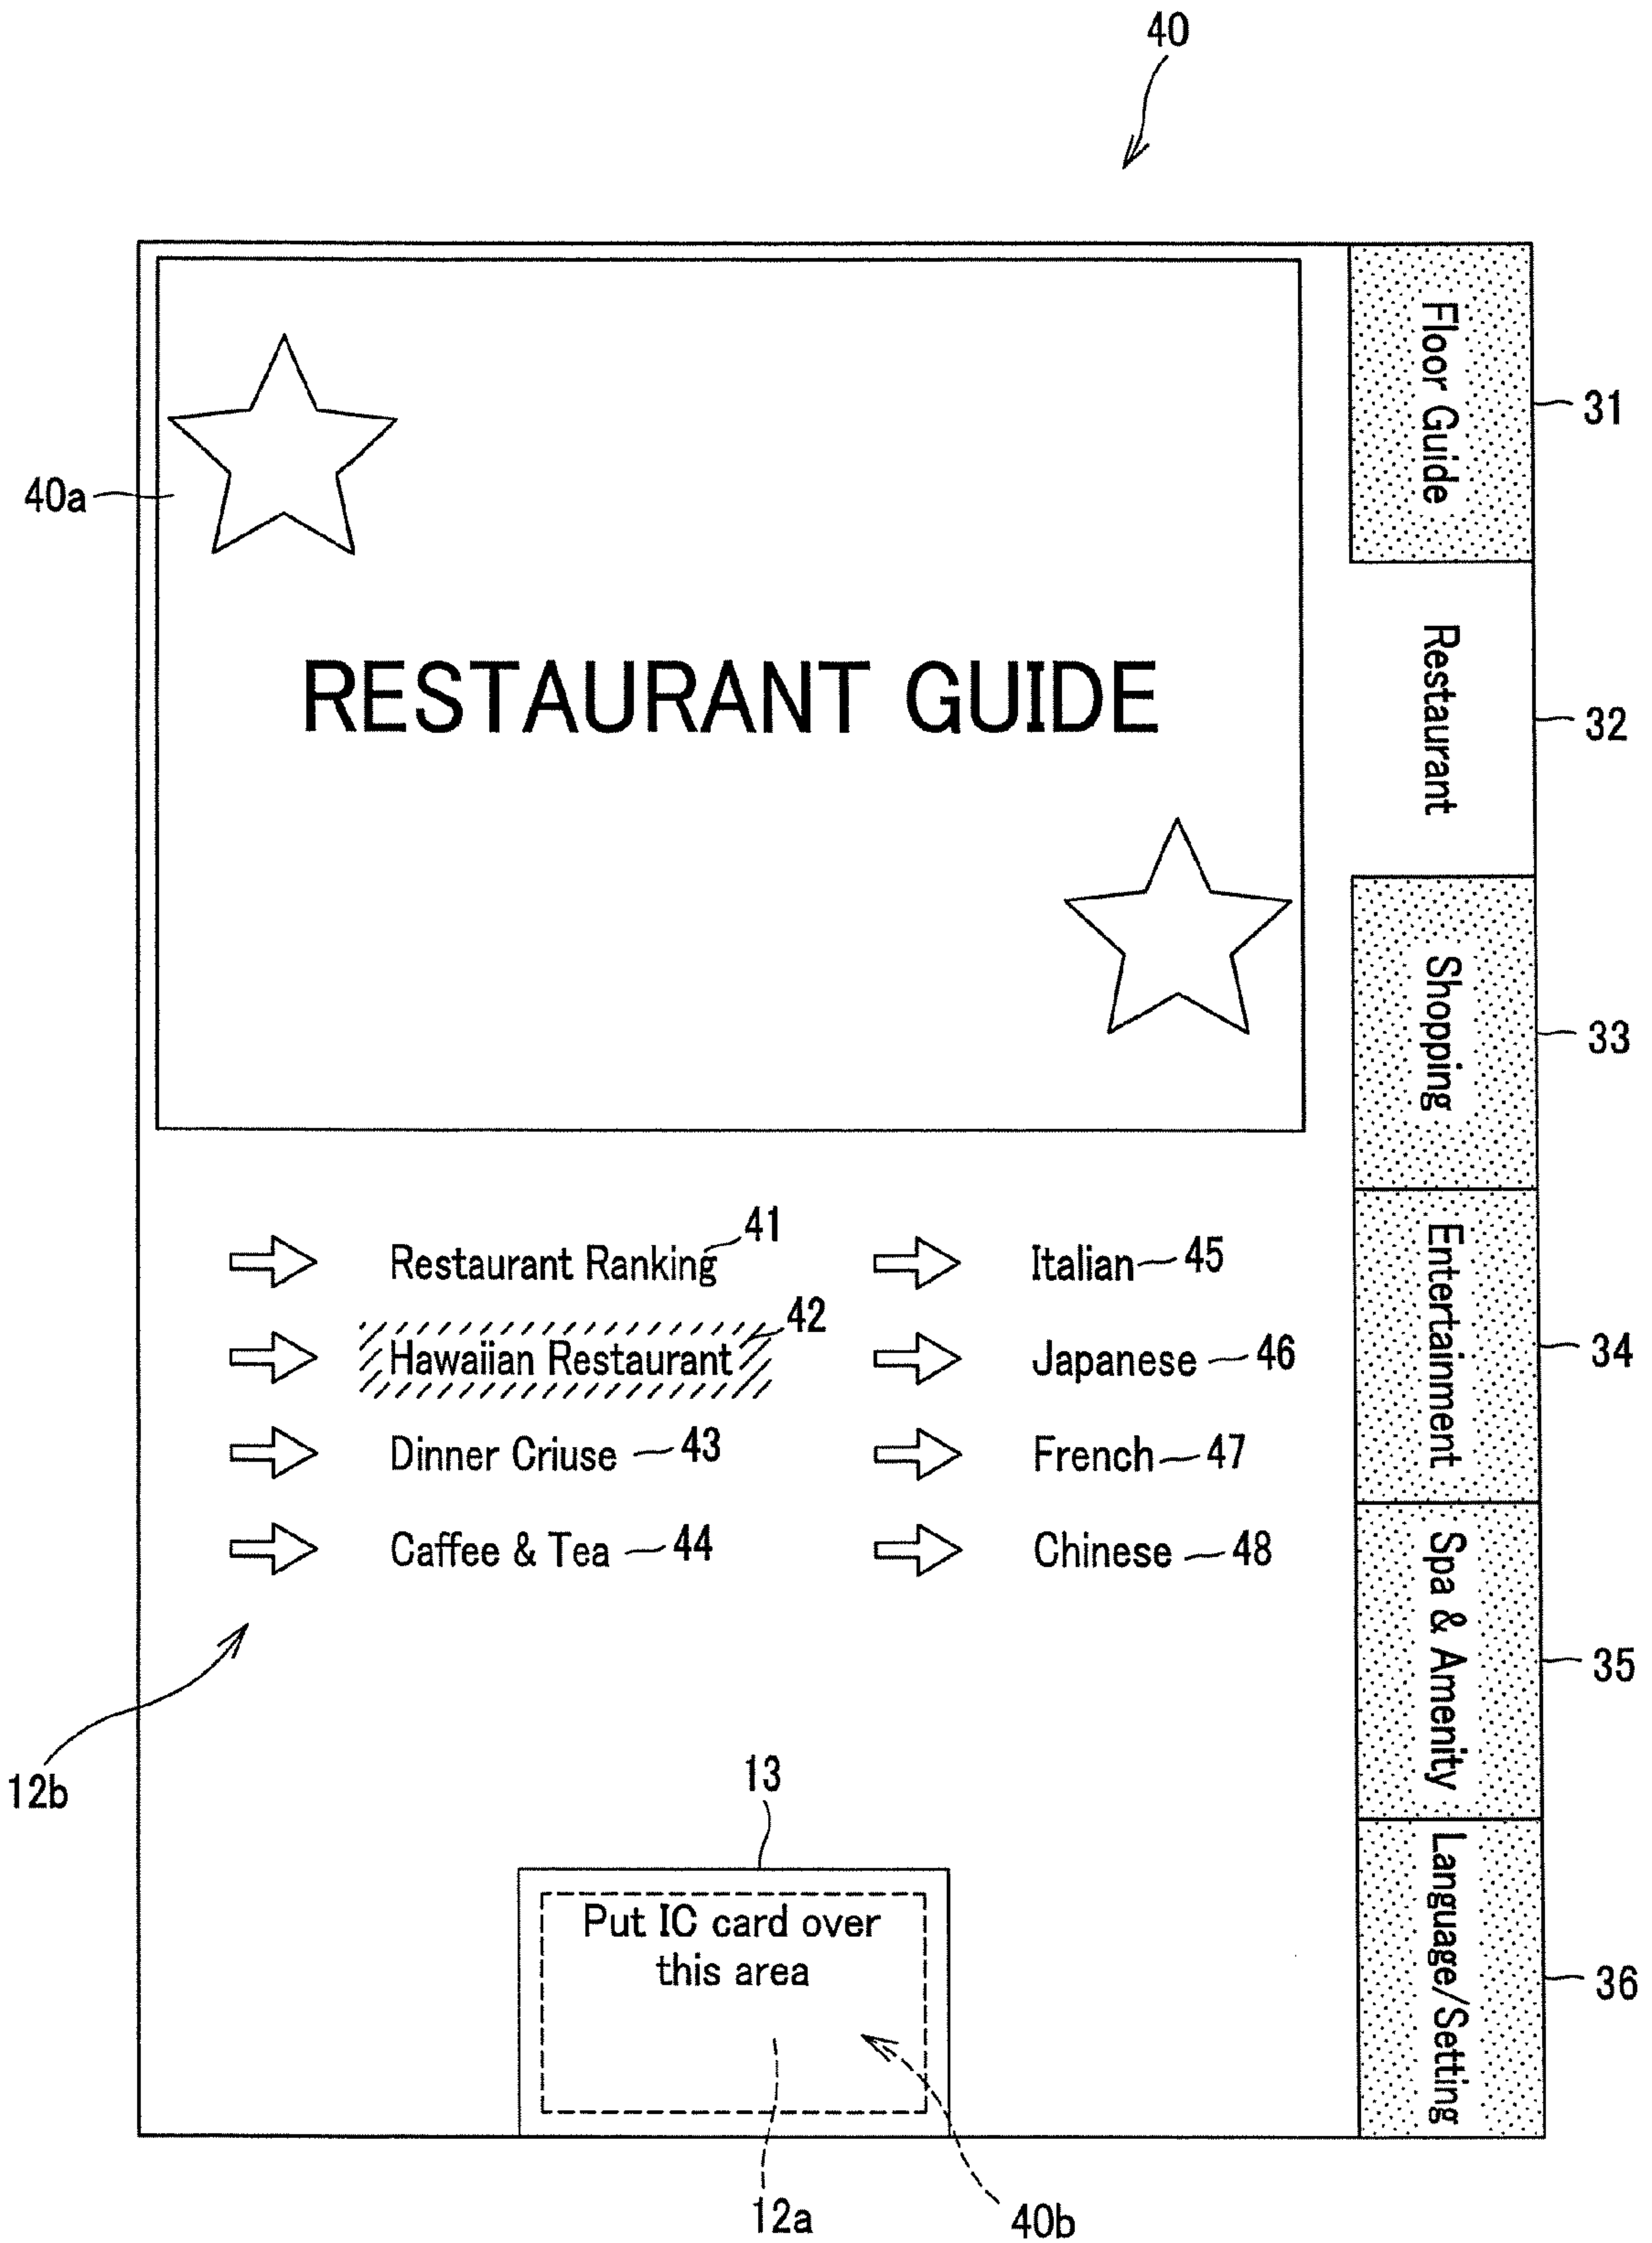 40
Floor Guide
31
40a
RESTAURANT GUIDE
Restaurant
32
Shopping
33
Restaurant Ranking 41
Italian 45
Hawaiian Restaurant 42
Japanese 46
Entertainment
34
Dinner Criuse 43
French 47
Caffee & Tea 44
Chinese 48
Spa & Amenity
35
12b
13
Put IC card over
this area
Language/Setting
36
12a
40b